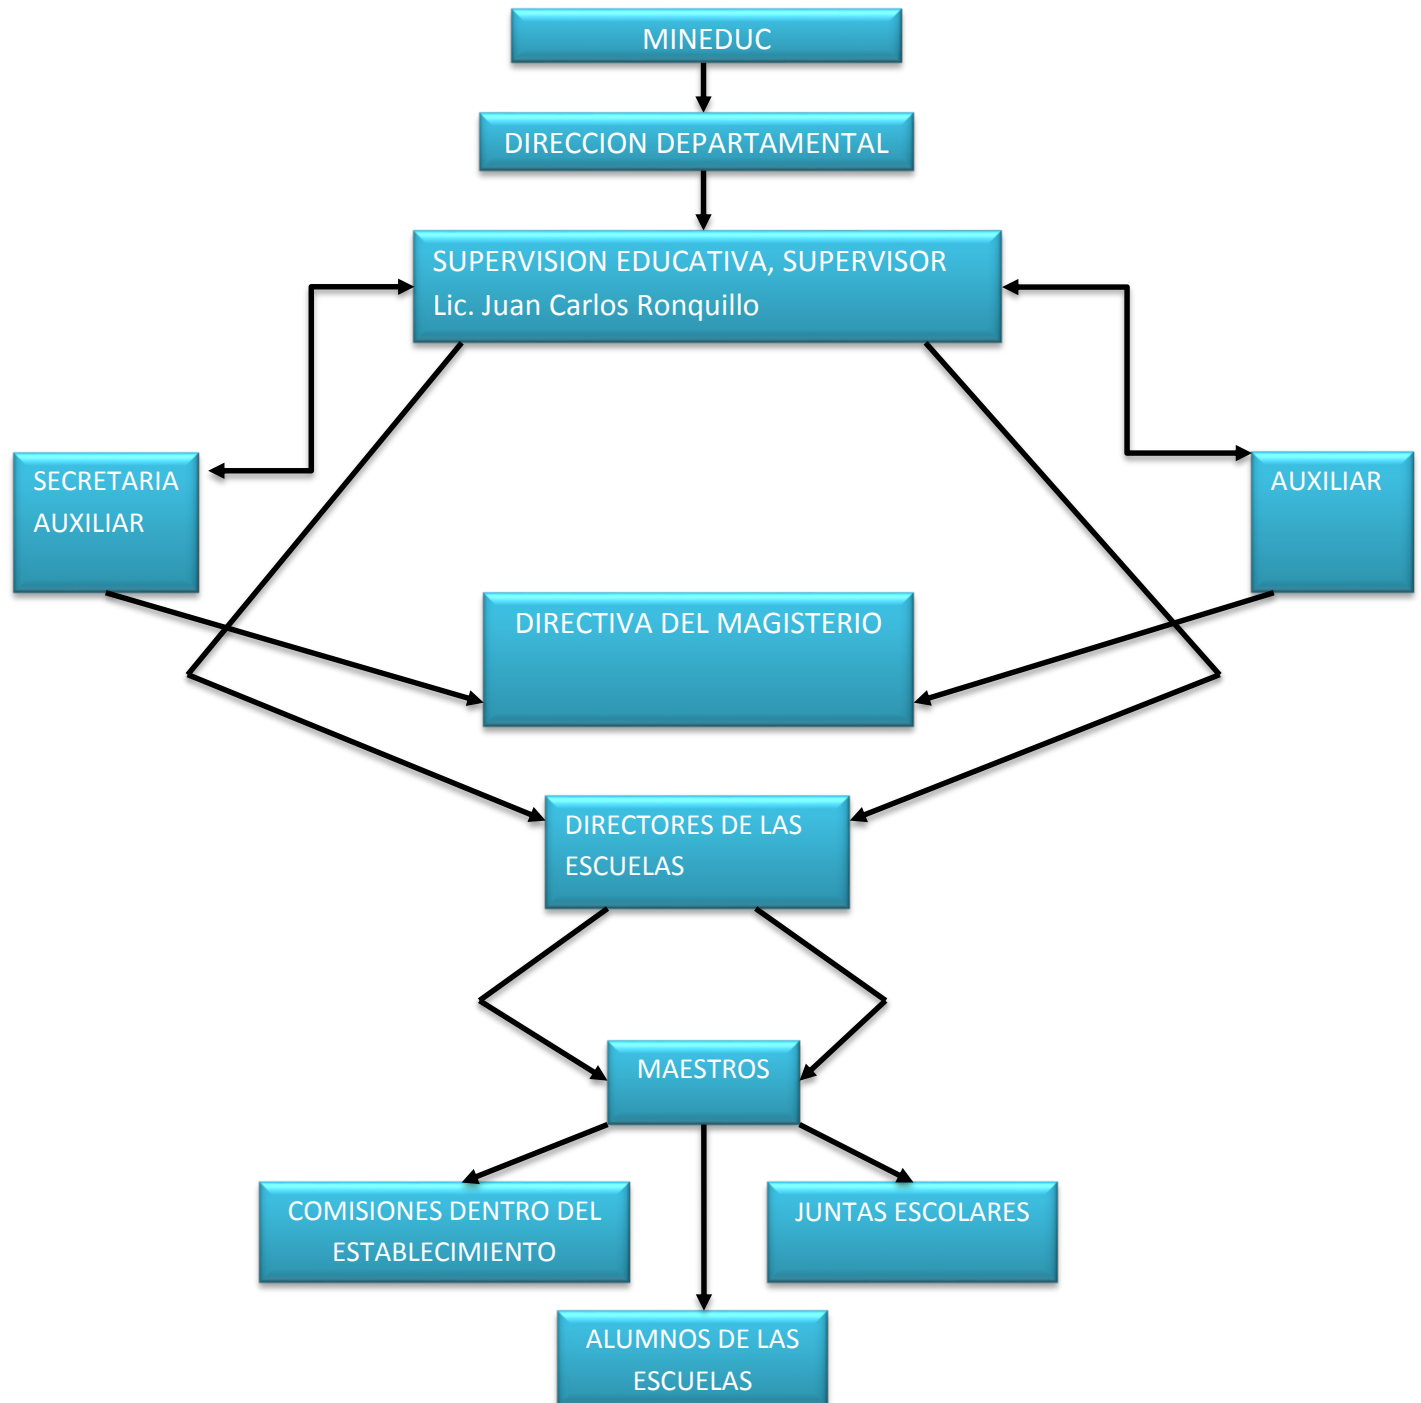 MINEDUC
DIRECCION DEPARTAMENTAL
SUPERVISION EDUCATIVA, SUPERVISOR
Lic. Juan Carlos Ronquillo
SECRETARIA
AUXILIAR
AUXILIAR
DIRECTIVA DEL MAGISTERIO
DIRECTORES DE LAS
ESCUELAS
MAESTROS
COMISIONES DENTRO DEL
ESTABLECIMIENTO
JUNTAS ESCOLARES
ALUMNOS DE LAS
ESCUELAS